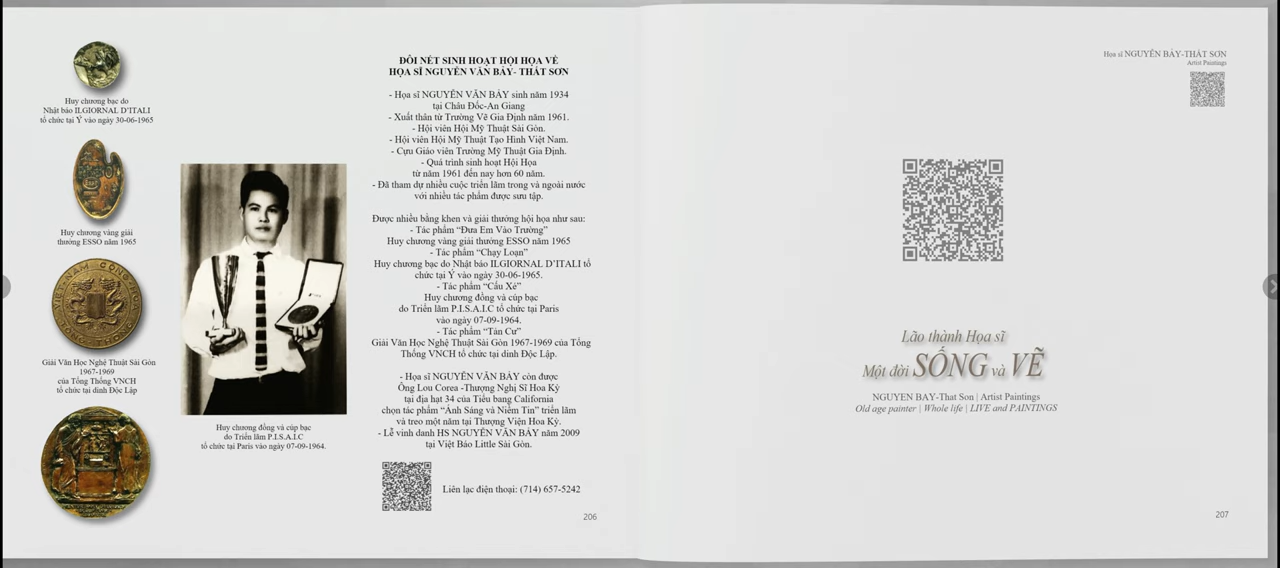 Huy chương bạc do
Nhật báo ILGIORNAL D'ITALI
tổ chức tại Ý vào ngày 30-06-1965
Huy chương vàng giải
thưởng ESSO năm 1965
VIỆT-NAM CỘNG-HÒA
TỔNG-THỐNG
Giải Văn Học Nghệ Thuật Sài Gòn
1967-1969
của Tổng Thống VNCH
tổ chức tại dinh Độc Lập
Huy chương đồng và cúp bạc
do Triển lãm P.I.S.A.I.C
tổ chức tại Paris vào ngày 07-09-1964.
ĐÔI NÉT SINH HOẠT HỘI HỌA VỀ
HỌA SĨ NGUYỄN VĂN BẢY- THẤT SƠN
- Họa sĩ NGUYỄN VĂN BẢY sinh năm 1934
tại Châu Đốc-An Giang
- Xuất thân từ Trường Vẽ Gia Định năm 1961.
- Hội viên Hội Mỹ Thuật Sài Gòn.
- Hội viên Hội Mỹ Thuật Tạo Hình Việt Nam.
- Cựu Giáo viên Trường Mỹ Thuật Gia Định.
- Quá trình sinh hoạt Hội Họa
từ năm 1961 đến nay hơn 60 năm.
- Đã tham dự nhiều cuộc triển lãm trong và ngoài nước
với nhiều tác phẩm được sưu tập.
Được nhiều bằng khen và giải thưởng hội họa như sau:
- Tác phẩm “Đưa Em Vào Trường”
Huy chương vàng giải thưởng ESSO năm 1965
- Tác phẩm “Chạy Loạn”
Huy chương bạc do Nhật báo ILGIORNAL D'ITALI tổ
chức tại Ý vào ngày 30-06-1965.
- Tác phẩm “Cấu Xé”
Huy chương đồng và cúp bạc
do Triển lãm P.I.S.A.I.C tổ chức tại Paris
vào ngày 07-09-1964.
- Tác phẩm “Tản Cư”
Giải Văn Học Nghệ Thuật Sài Gòn 1967-1969 của Tổng
Thống VNCH tổ chức tại dinh Độc Lập.
- Họa sĩ NGUYỄN VĂN BẢY còn được
Ông Lou Corea -Thượng Nghị Sĩ Hoa Kỳ
tại địa hạt 34 của Tiểu bang California
chọn tác phẩm “Ánh Sáng và Niềm Tin” triển lãm
và treo một năm tại Thượng Viện Hoa Kỳ.
- Lễ vinh danh HS NGUYỄN VĂN BẢY năm 2009
tại Việt Báo Little Sài Gòn.
Liên lạc điện thoại: (714) 657-5242
206
Họa sĩ NGUYỄN BẢY-THẤT SƠN
Artist Paintings
Lão thành Họa sĩ
Một đời SỐNG và VẼ
NGUYEN BAY-That Son | Artist Paintings
Old age painter | Whole life | LIVE and PAINTINGS
207